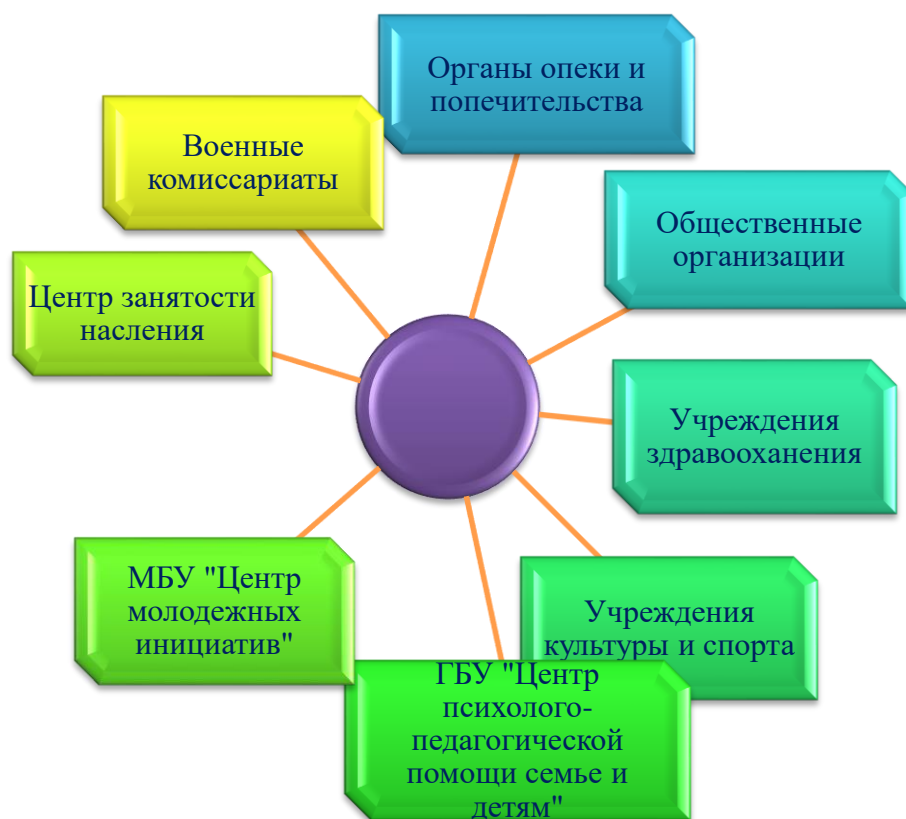 Органы опеки и
попечительства
Военные
комиссариаты
Общественные
организации
Центр занятости
насления
Учреждения
здравооханения
МБУ "Центр
молодежных
инициатив"
Учреждения
культуры и спорта
ГБУ "Центр
психолого-
педагогической
помощи семье и
детям"